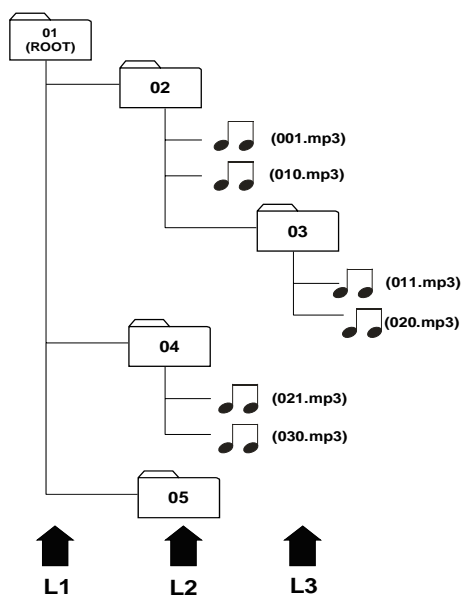 01
(ROOT)
02
(001.mp3)
(010.mp3)
03
(011.mp3)
(020.mp3)
04
(021.mp3)
(030.mp3)
05
L1 L2 L3